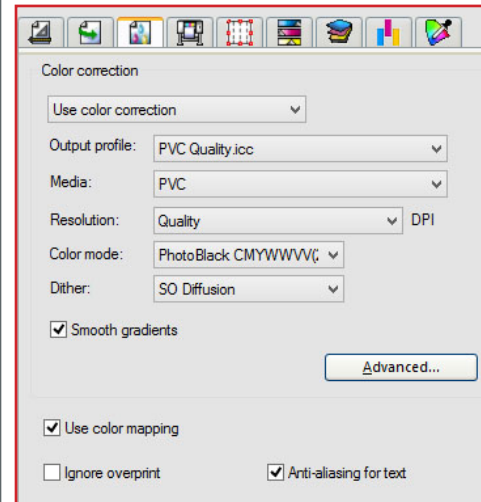 Color correction
Use color correction
Output profile: PVC Quality.icc
Media: PVC
Resolution: Quality DPI
Color mode: PhotoBlack CMYWWVV(2
Dither: SO Diffusion
Smooth gradients
Advanced...
Use color mapping
Ignore overprint Anti-aliasing for text